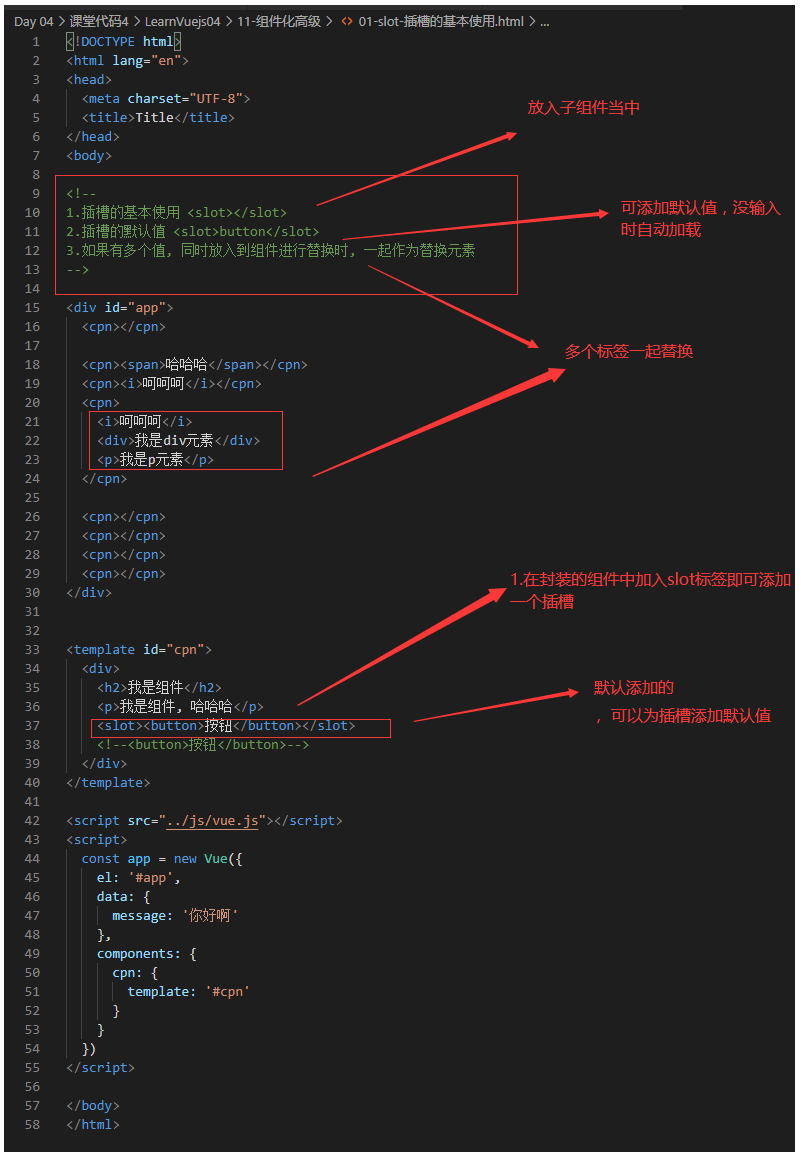 Day 04 > 课堂代码4 > LearnVuejs04 > 11-组件化高级 > <> 01-slot-插槽的基本使用.html > ...
1 <!DOCTYPE html>
2 <html lang="en">
3 <head>
4 <meta charset="UTF-8">
放入子组件当中
5 <title>Title</title>
6 </head>
7 <body>
8
9 <!--
10 1.插槽的基本使用 <slot></slot>
可添加默认值，没输入
时自动加载
11 2.插槽的默认值 <slot>button</slot>
12 3.如果有多个值, 同时放入到组件进行替换时, 一起作为替换元素
13 -->
14
15 <div id="app">
16 <cpn></cpn>
17
多个标签一起替换
18 <cpn><span>哈哈哈</span></cpn>
19 <cpn><i>呵呵呵</i></cpn>
20 <cpn>
21 <i>呵呵呵</i>
22 <div>我是div元素</div>
23 <p>我是p元素</p>
24 </cpn>
25
26 <cpn></cpn>
27 <cpn></cpn>
28 <cpn></cpn>
29 <cpn></cpn>
1.在封装的组件中加入slot标签即可添加
一个插槽
30 </div>
31
32
33 <template id="cpn">
34 <div>
35 <h2>我是组件</h2>
默认添加的
，可以为插槽添加默认值
36 <p>我是组件, 哈哈哈</p>
37 <slot><button>按钮</button></slot>
38 <!--<button>按钮</button>-->
39 </div>
40 </template>
41
42 <script src="../js/vue.js"></script>
43 <script>
44 const app = new Vue({
45 el: '#app',
46 data: {
47 message: '你好啊'
48 },
49 components: {
50 cpn: {
51 template: '#cpn'
52 }
53 }
54 })
55 </script>
56
57 </body>
58 </html>